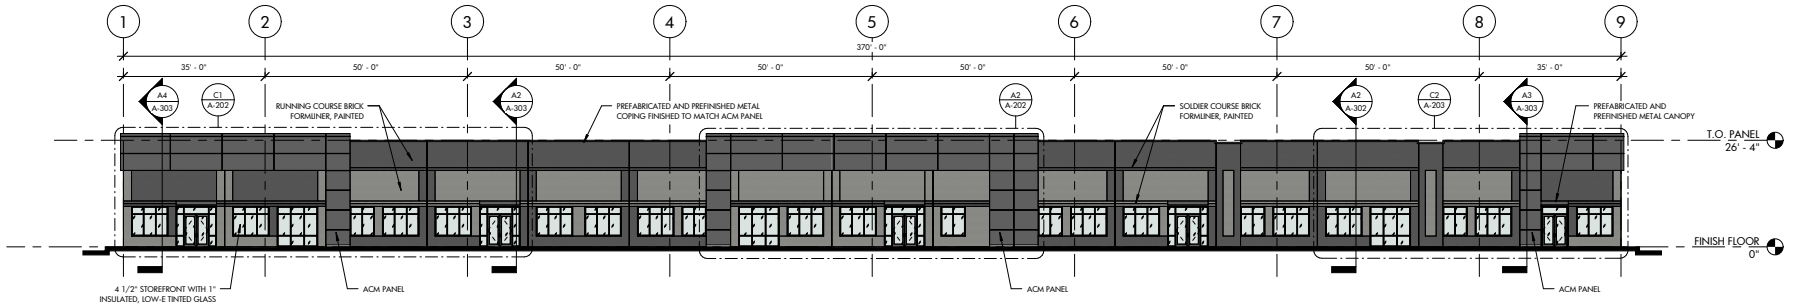 1 2 3 4 5 6 7 8 9
370' - 0"
35' - 0" 50' - 0" 50' - 0" 50' - 0" 50' - 0" 50' - 0" 50' - 0" 35' - 0"
A4
A-303
C1
A-202
RUNNING COURSE BRICK
FORMLINER, PAINTED
A2
A-303
PREFABRICATED AND PREFINISHED METAL
COPING FINISHED TO MATCH ACM PANEL
A2
A-202
SOLDIER COURSE BRICK
FORMLINER, PAINTED
A2
A-302
C2
A-203
A3
A-303
PREFABRICATED AND
PREFINISHED METAL CANOPY
T.O. PANEL
26' - 4"
FINISH FLOOR
0"
4 1/2" STOREFRONT WITH 1"
INSULATED, LOW-E TINTED GLASS
ACM PANEL
ACM PANEL
ACM PANEL